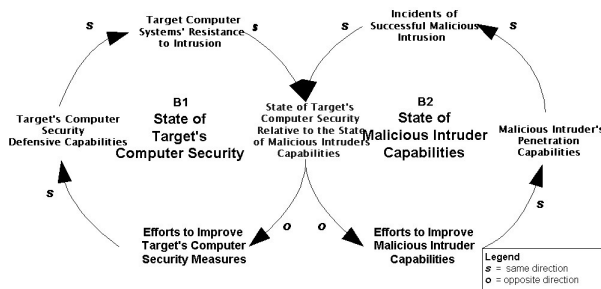 Target Computer
Systems' Resistance
to Intrusion
Incidents of
Successful Malicious
Intrusion
s
s
s
s
Target's Computer
Security
Defensive Capabilities
B1
State of
Target's
Computer Security
State of Target's
Computer Security
Relative to the State
of Malicious Intruders
Capabilities
B2
State of
Malicious Intruder
Capabilities
Malicious Intruder's
Penetration
Capabilities
s
s
o
o
Efforts to Improve
Target's Computer
Security Measures
Efforts to Improve
Malicious Intruder
Capabilities
Legend
s = same direction
o = opposite direction